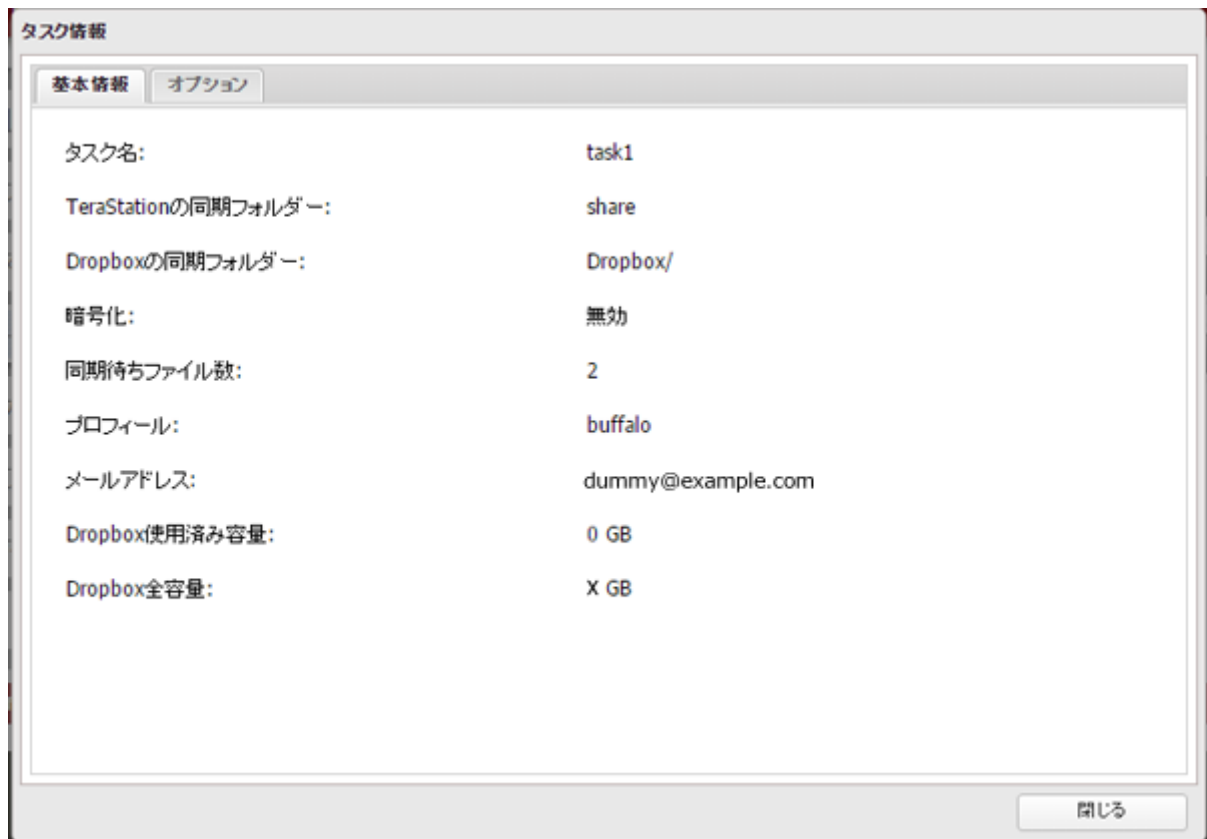 タスク情報
基本情報 オプション
タスク名: task1
TeraStationの同期フォルダー: share
Dropboxの同期フォルダー: Dropbox/
暗号化: 無効
同期待ちファイル数: 2
プロフィール: buffalo
メールアドレス: dummy@example.com
Dropbox使用済み容量: 0 GB
Dropbox全容量: X GB
閉じる